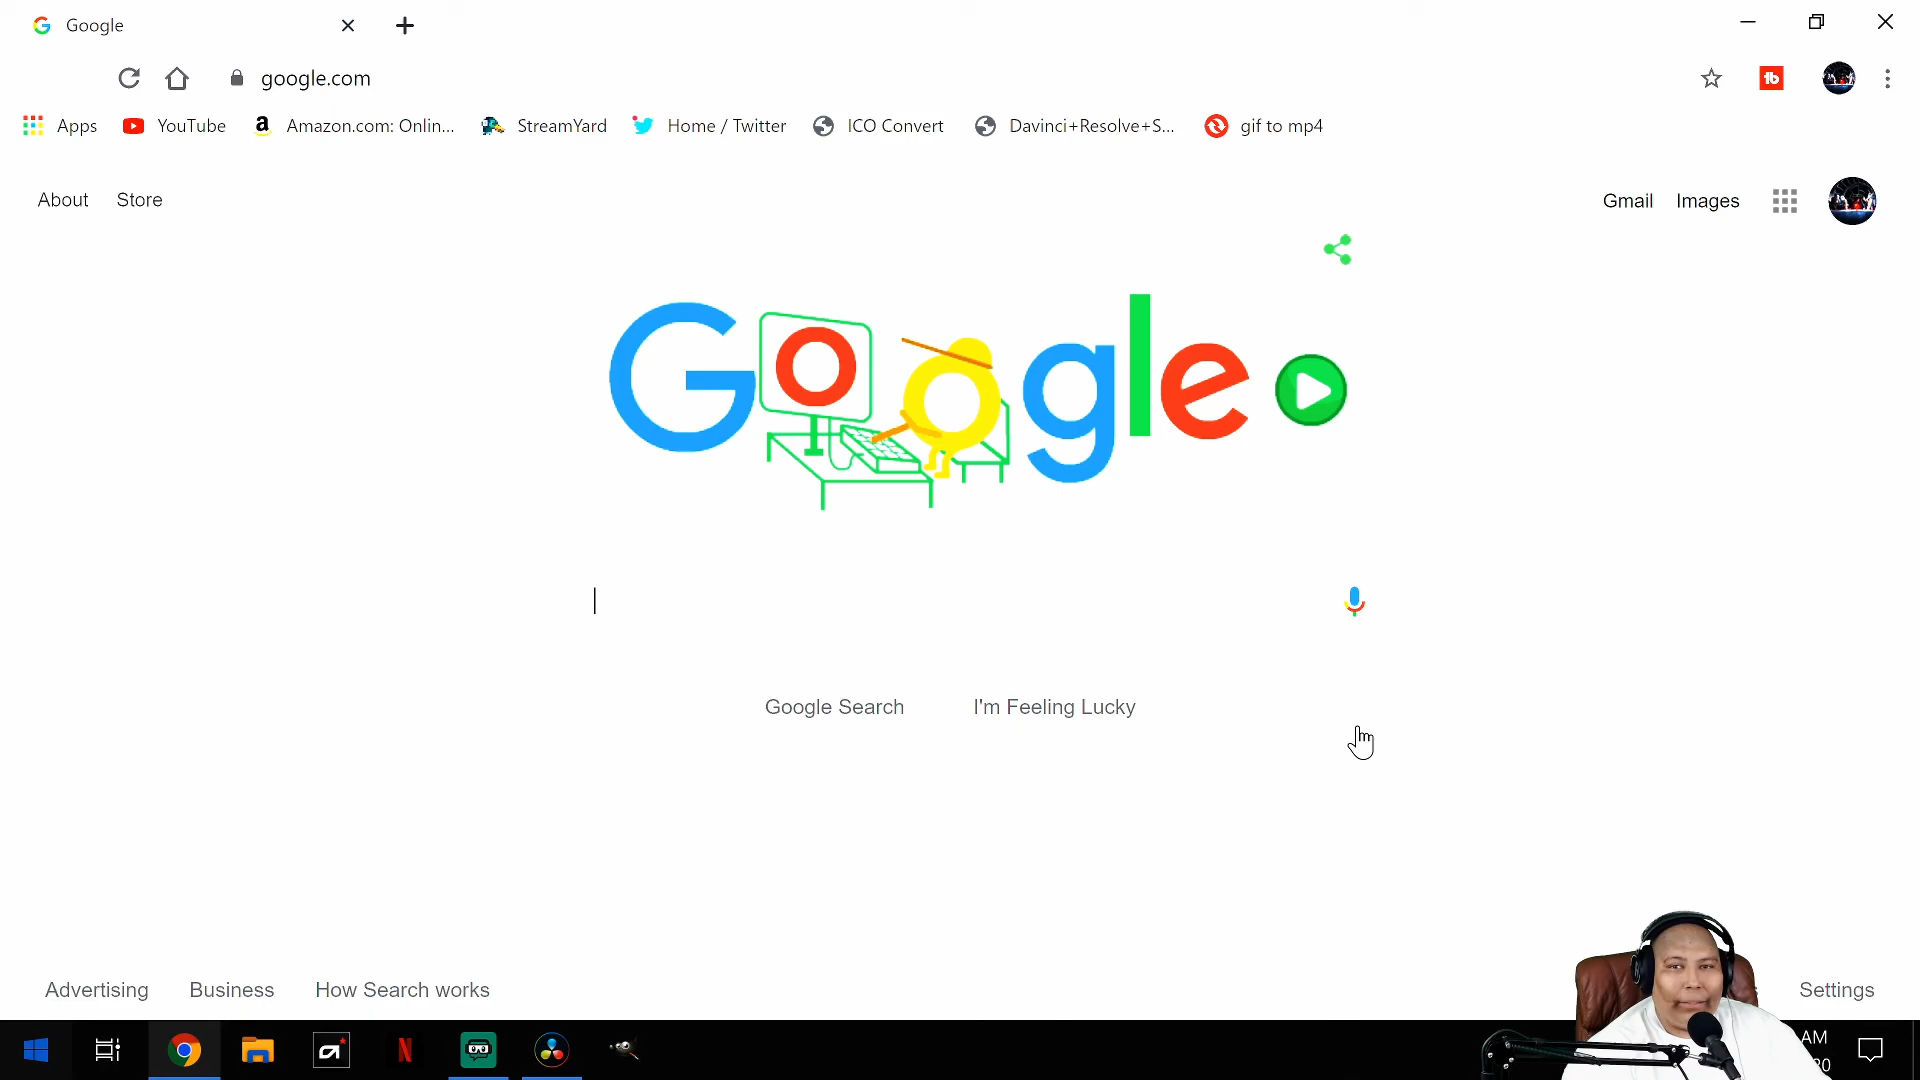 Google
google.com
Apps YouTube Amazon.com: Onlin... StreamYard Home / Twitter ICO Convert Davinci+Resolve+S... gif to mp4
About Store Gmail Images
Google
Google Search I'm Feeling Lucky
Advertising Business How Search works Settings
AM